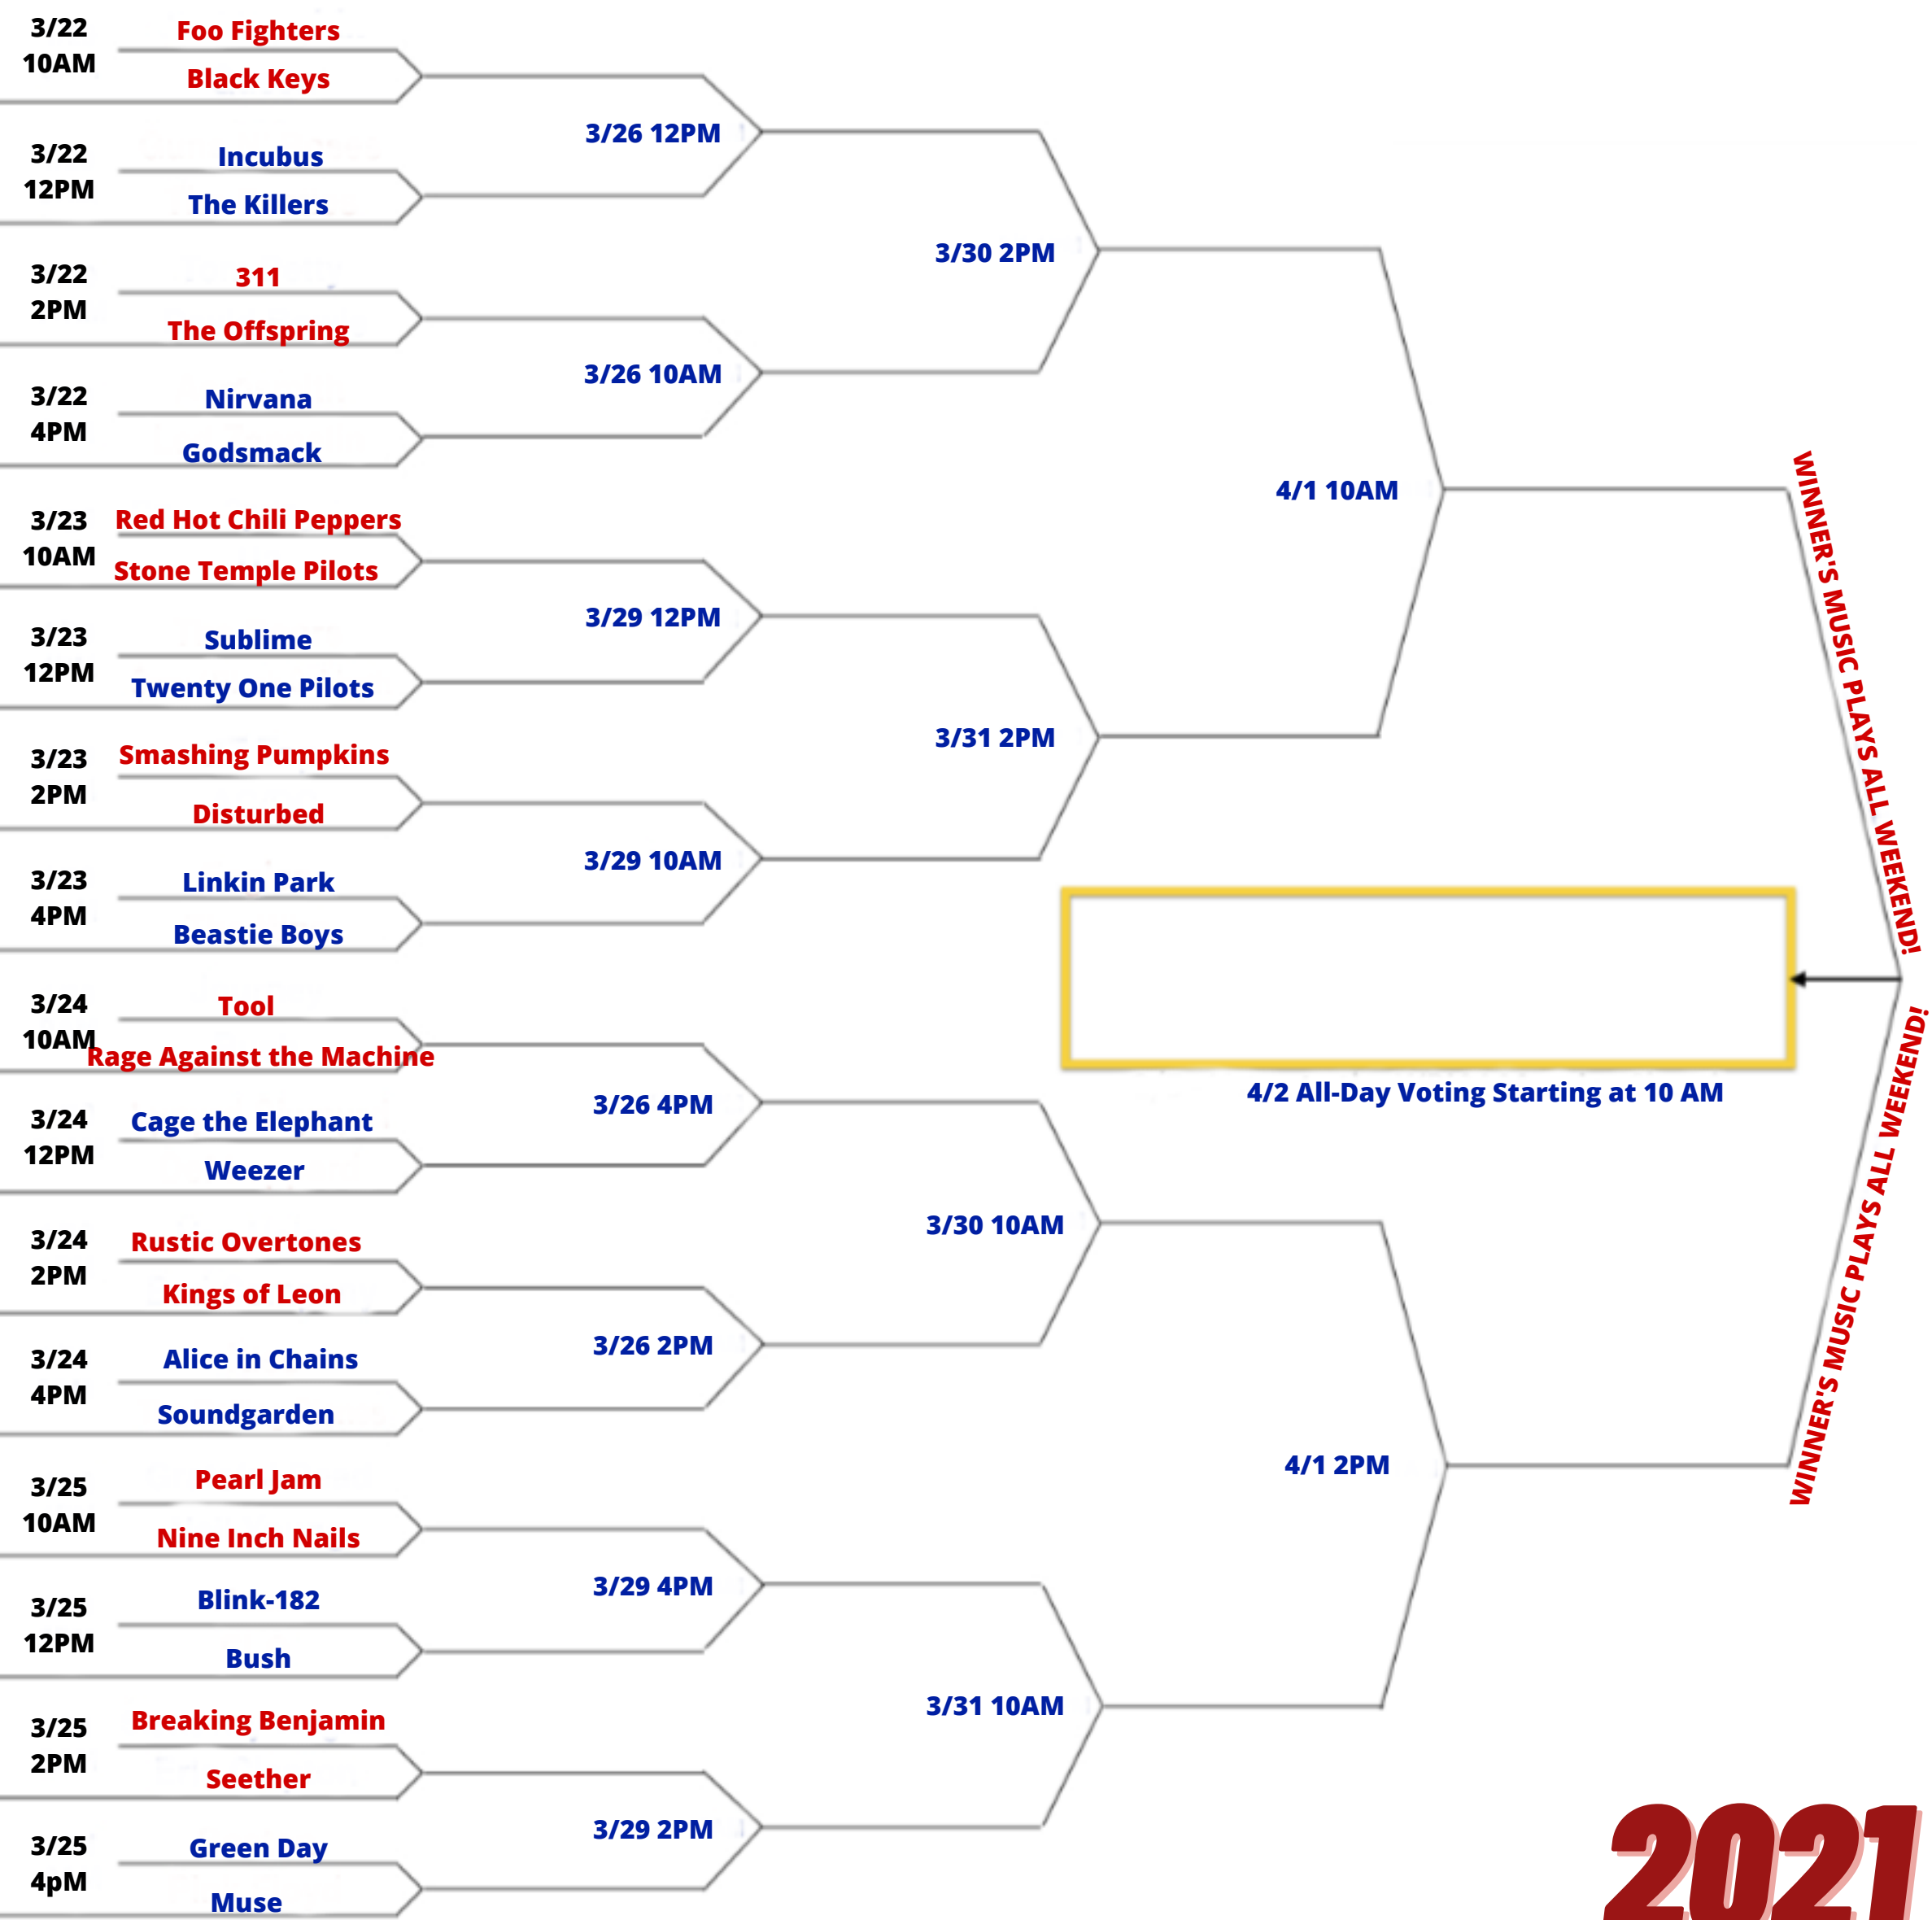 3/22
10AM
Foo Fighters
Black Keys
3/22
12PM
Incubus
The Killers
3/22
2PM
311
The Offspring
3/22
4PM
Nirvana
Godsmack
3/23
10AM
Red Hot Chili Peppers
Stone Temple Pilots
3/23
12PM
Sublime
Twenty One Pilots
3/23
2PM
Smashing Pumpkins
Disturbed
3/23
4PM
Linkin Park
Beastie Boys
3/24
10AM
Tool
Rage Against the Machine
3/24
12PM
Cage the Elephant
Weezer
3/24
2PM
Rustic Overtones
Kings of Leon
3/24
4PM
Alice in Chains
Soundgarden
3/25
10AM
Pearl Jam
Nine Inch Nails
3/25
12PM
Blink-182
Bush
3/25
2PM
Breaking Benjamin
Seether
3/25
4pM
Green Day
Muse
3/26 12PM
3/26 10AM
3/29 12PM
3/29 10AM
3/26 4PM
3/26 2PM
3/29 4PM
3/29 2PM
3/30 2PM
3/31 2PM
3/30 10AM
3/31 10AM
4/1 10AM
4/1 2PM
4/2 All-Day Voting Starting at 10 AM
WINNER'S MUSIC PLAYS ALL WEEKEND!
WINNER'S MUSIC PLAYS ALL WEEKEND!
2021